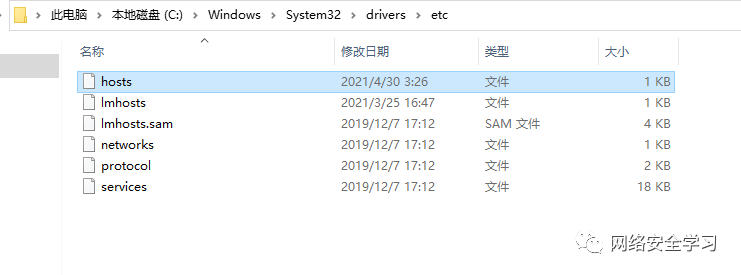 此电脑 › 本地磁盘 (C:) › Windows › System32 › drivers › etc
名称 修改日期 类型 大小
hosts 2021/4/30 3:26 文件 1 KB
lmhosts 2021/3/25 16:47 文件 1 KB
lmhosts.sam 2019/12/7 17:12 SAM 文件 4 KB
networks 2019/12/7 17:12 文件 1 KB
protocol 2019/12/7 17:12 文件 2 KB
services 2019/12/7 17:12 文件 18 KB
网络安全学习